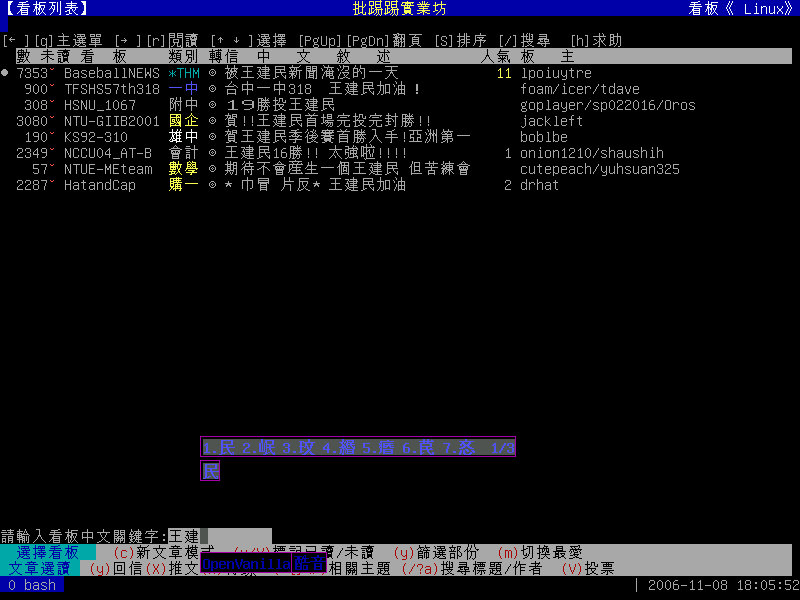 【看板列表】 批踢踢實業坊 看板《 Linux》
[← ][q]主選單 [→ ][r]閱讀 [↑ ↓ ]選擇 [PgUp][PgDn]翻頁 [S]排序 [/]搜尋 [h]求助
數 未讀 看 板 類別 轉信 中 文 敘 述 人氣 板 主
● 7353ˇ BaseballNEWS *THM ◎ 被王建民新聞淹沒的一天 11 lpoiuytre
900ˇ TFSHS57th318 一中 ◎ 台中一中318 王建民加油！ foam/icer/tdave
308ˇ HSNU_1067 附中 ◎ １９勝投王建民 goplayer/sp022016/Oros
3080ˇ NTU-GIIB2001 國企 ◎ 賀!!王建民首場完投完封勝!! jackleft
190ˇ KS92-310 雄中 ◎ 賀王建民季後賽首勝入手!亞洲第一 boblbe
2349ˇ NCCU04_AT-B 會計 ◎ 王建民16勝!! 太強啦!!!! 1 onion1210/shaushih
57ˇ NTUE-MEteam 數學 ◎ 期待不會産生一個王建民 但苦練會 cutepeach/yuhsuan325
2287ˇ HatandCap 購一 ◎ * 巾冒 片反* 王建民加油 2 drhat
1.民 2.岷 3.玟 4.緡 5.㡻 6.苠 7.忞 1/3
民
請輸入看板中文關鍵字:王建
選擇看板 (c)新文章模式 (v/V)標記已讀/未讀 (y)篩選部份 (m)切換最愛
OpenVanilla 酷音
文章選讀 (y)回信(X)推文 相關主題 (/?a)搜尋標題/作者 (V)投票
0 bash | 2006-11-08 18:05:52